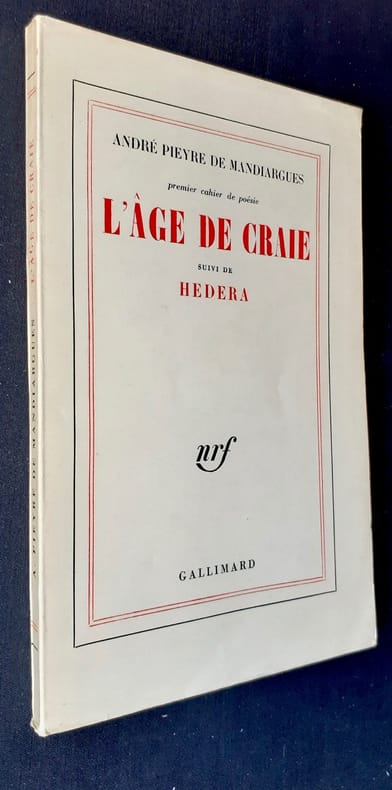 ANDRÉ PIEYRE DE MANDIARGUES
premier cahier de poésie
L'ÂGE DE CRAIE
SUIVI DE
HEDERA
nrf
GALLIMARD
A. PIEYRE DE MANDIARGUES
L'ÂGE DE CRAIE